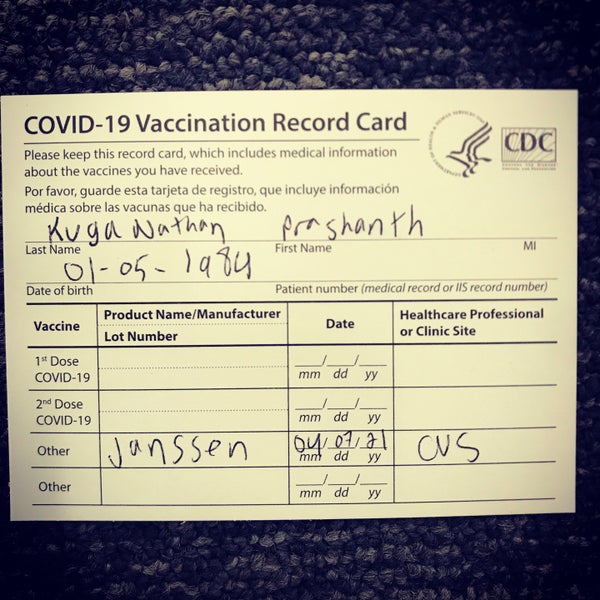 COVID-19 Vaccination Record Card
Please keep this record card, which includes medical information
about the vaccines you have received.
Por favor, guarde esta tarjeta de registro, que incluye información
médica sobre las vacunas que ha recibido.
Kuga Nathan Prashanth
Last Name First Name MI
01-05-1984
Date of birth Patient number (medical record or IIS record number)
Vaccine
Product Name/Manufacturer
Lot Number
Date
Healthcare Professional
or Clinic Site
1st Dose
COVID-19
mm dd yy
2nd Dose
COVID-19
mm dd yy
Other Janssen 04/07/21 CVS
mm dd yy
Other
mm dd yy
CDC